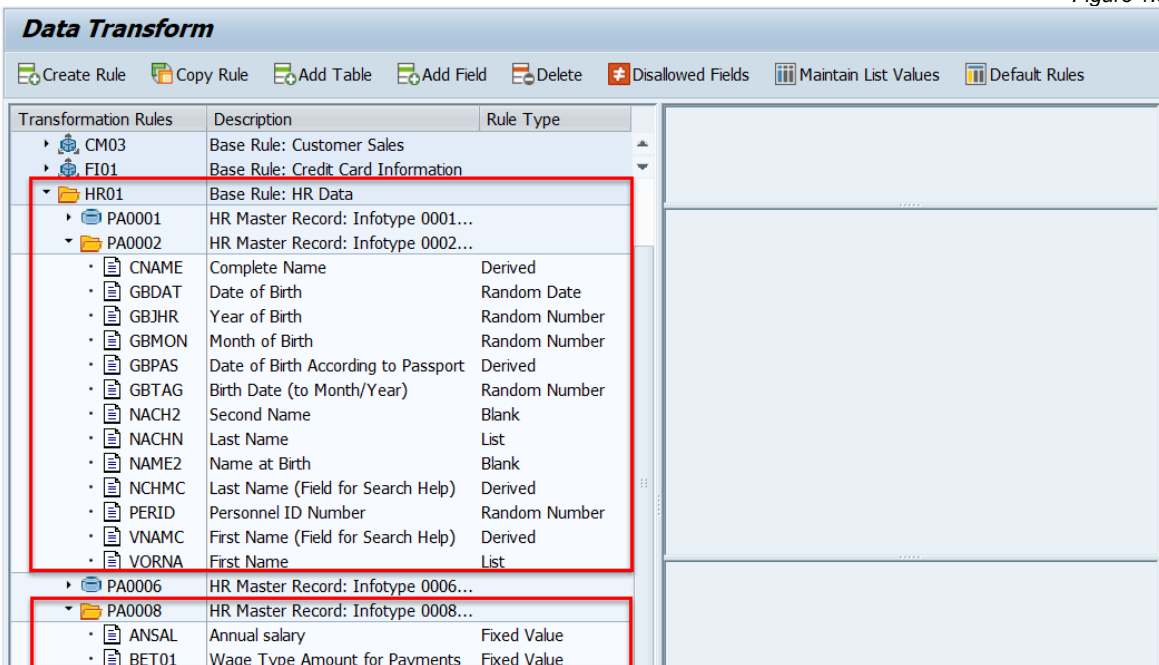 Data Transform
Create Rule Copy Rule Add Table Add Field Delete Disallowed Fields Maintain List Values Default Rules
Transformation Rules Description Rule Type
CM03 Base Rule: Customer Sales
FI01 Base Rule: Credit Card Information
HR01 Base Rule: HR Data
PA0001 HR Master Record: Infotype 0001...
PA0002 HR Master Record: Infotype 0002...
CNAME Complete Name Derived
GBDAT Date of Birth Random Date
GBJHR Year of Birth Random Number
GBMON Month of Birth Random Number
GBPAS Date of Birth According to Passport Derived
GBTAG Birth Date (to Month/Year) Random Number
NACH2 Second Name Blank
NACHN Last Name List
NAME2 Name at Birth Blank
NCHMC Last Name (Field for Search Help) Derived
PERID Personnel ID Number Random Number
VNAMC First Name (Field for Search Help) Derived
VORNA First Name List
PA0006 HR Master Record: Infotype 0006...
PA0008 HR Master Record: Infotype 0008...
ANSAL Annual salary Fixed Value
BET01 Wage Type Amount for Payments Fixed Value